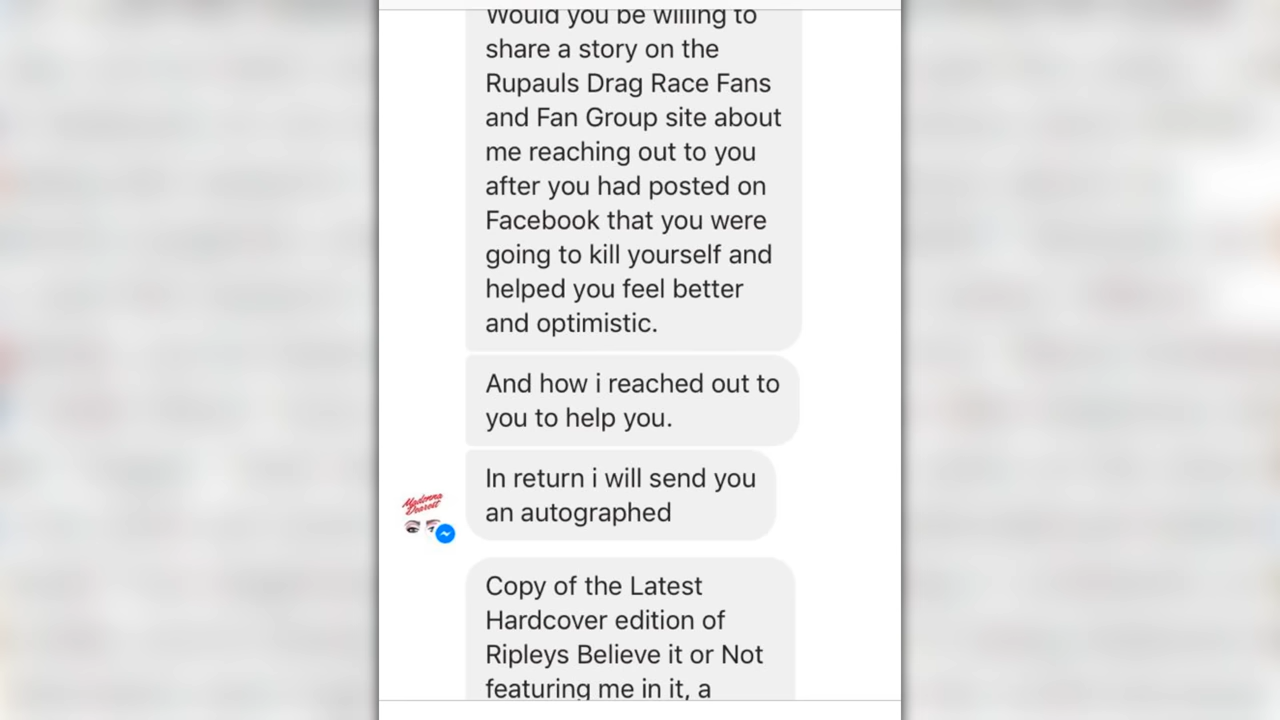 Would you be willing to
share a story on the
Rupauls Drag Race Fans
and Fan Group site about
me reaching out to you
after you had posted on
Facebook that you were
going to kill yourself and
helped you feel better
and optimistic.
And how i reached out to
you to help you.
In return i will send you
an autographed
Madonna
Dearest
Copy of the Latest
Hardcover edition of
Ripleys Believe it or Not
featuring me in it, a